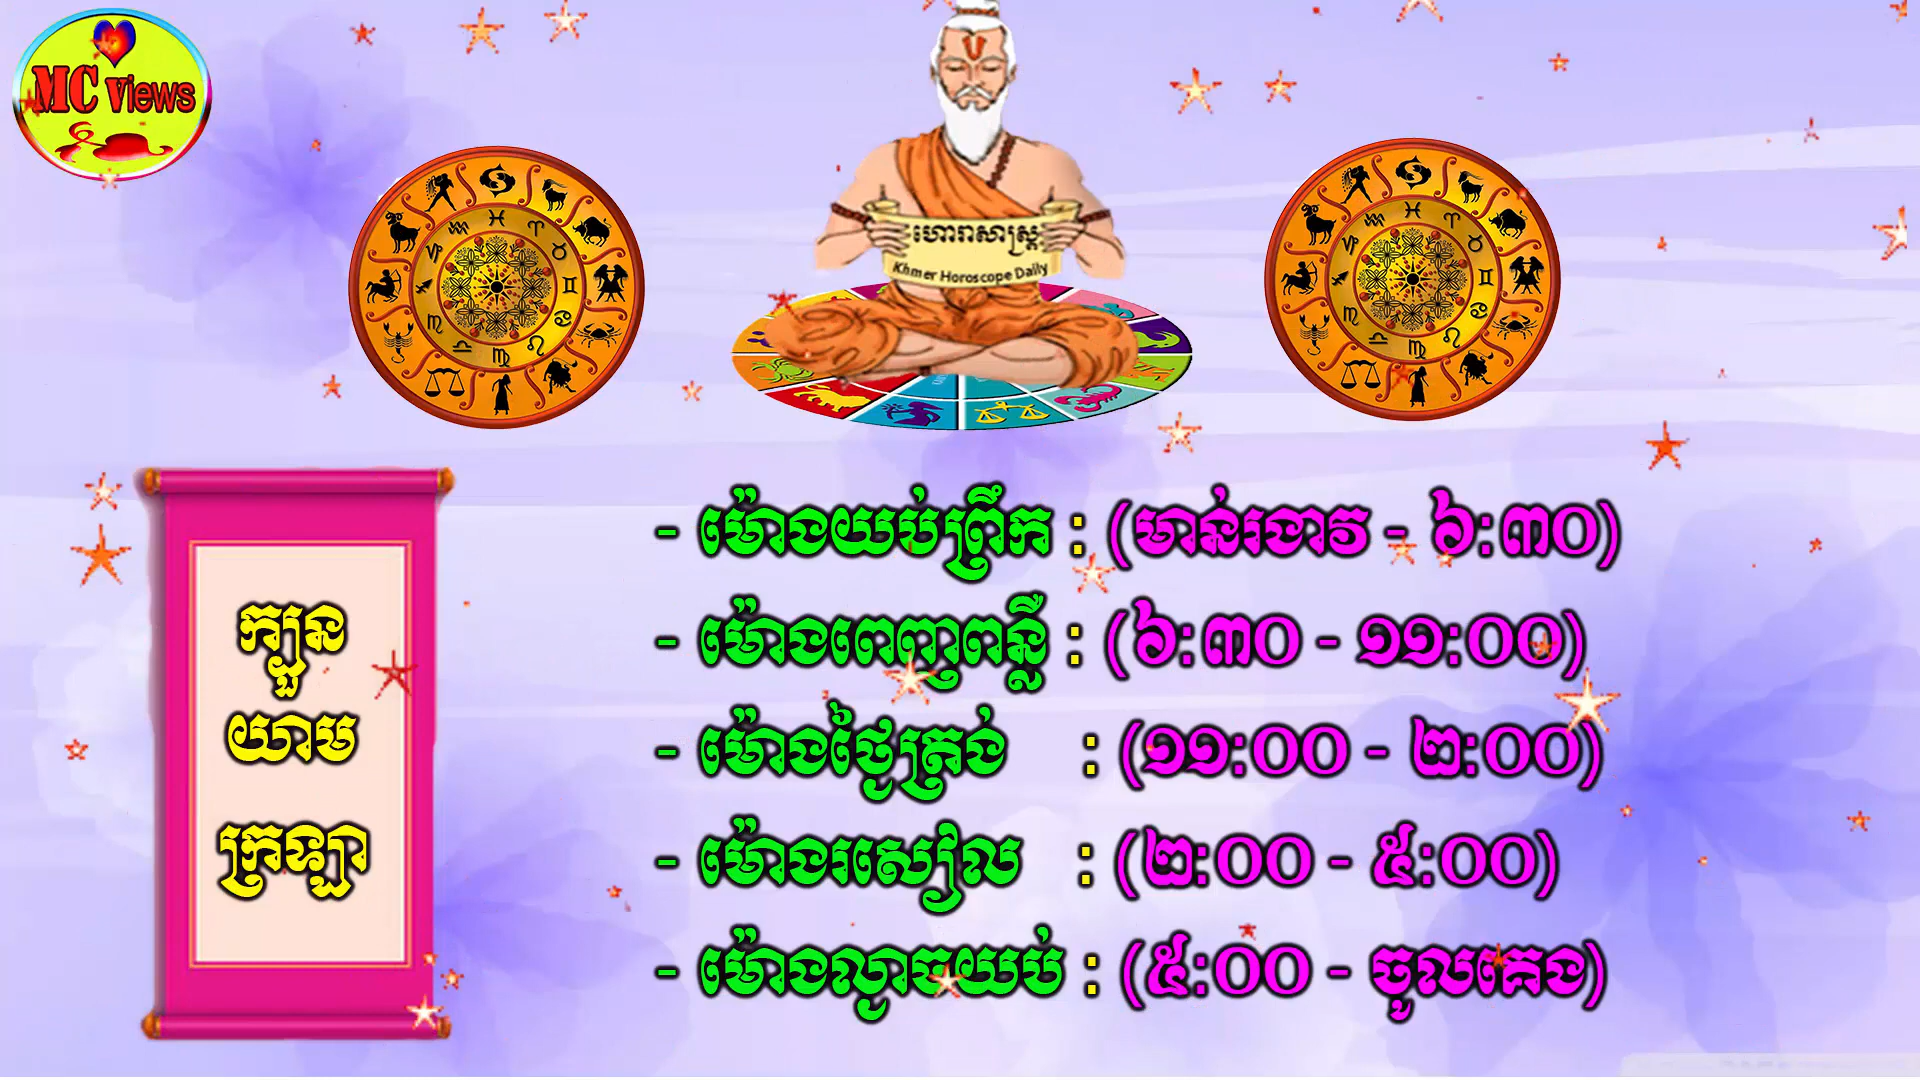 MC Views
ហោរាសាស្ត្រ
Khmer Horoscope Daily
ក្បួន
យាម
ក្រឡា
- ម៉ោងយប់ព្រឹក : (មាន់រងាវ - ៦:៣០)
- ម៉ោងពេញពន្លឺ : (៦:៣០ - ១១:០០)
- ម៉ោងថ្ងៃត្រង់ : (១១:០០ - ២:០០)
- ម៉ោងរសៀល : (២:០០ - ៥:០០)
- ម៉ោងល្ងាចយប់ : (៥:០០ - ចូលគេង)